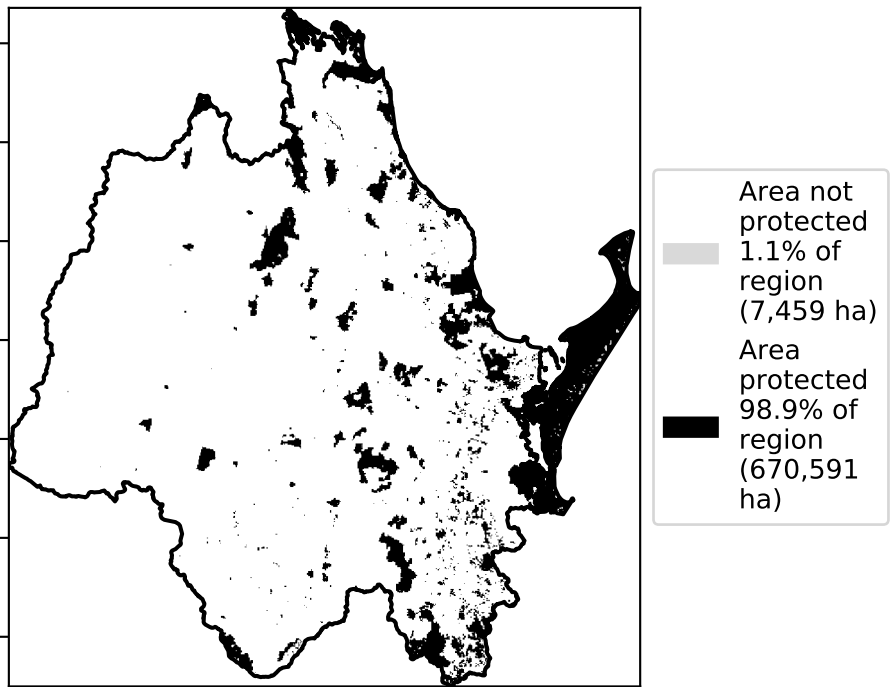 Area not
protected
1.1% of
region
(7,459 ha)
Area
protected
98.9% of
region
(670,591
ha)